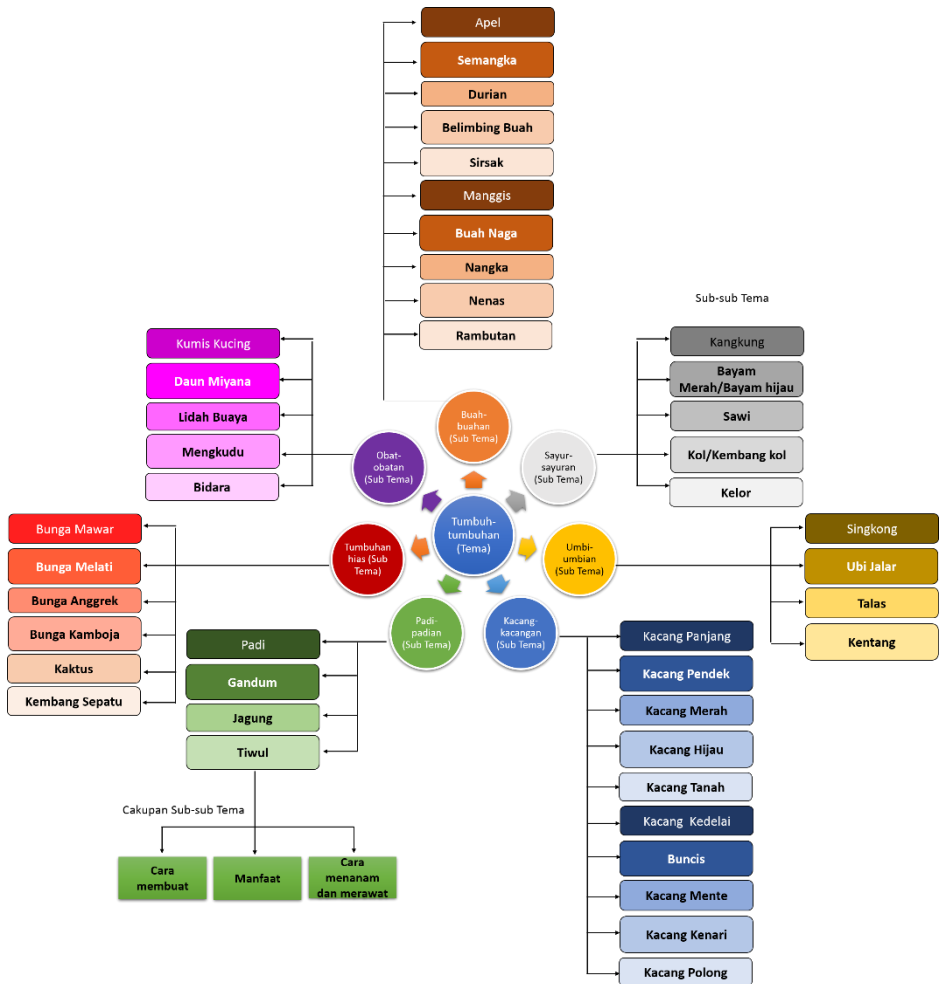 Apel
Semangka
Durian
Belimbing Buah
Sirsak
Manggis
Buah Naga
Nangka
Nenas
Rambutan
Sub-sub Tema
Kangkung
Bayam
Merah/Bayam hijau
Sawi
Kol/Kembang kol
Kelor
Kumis Kucing
Daun Miyana
Lidah Buaya
Mengkudu
Bidara
Buah-
buahan
(Sub Tema)
Obat-
obatan
(Sub Tema)
Sayur-
sayuran
(Sub Tema)
Tumbuh-
tumbuhan
(Tema)
Tumbuhan
hias (Sub
Tema)
Umbi-
umbian
(Sub Tema)
Padi-
padian
(Sub Tema)
Kacang-
kacangan
(Sub Tema)
Bunga Mawar
Bunga Melati
Bunga Anggrek
Bunga Kamboja
Kaktus
Kembang Sepatu
Singkong
Ubi Jalar
Talas
Kentang
Padi
Gandum
Jagung
Tiwul
Cakupan Sub-sub Tema
Cara
membuat
Manfaat
Cara
menanam
dan merawat
Kacang Panjang
Kacang Pendek
Kacang Merah
Kacang Hijau
Kacang Tanah
Kacang Kedelai
Buncis
Kacang Mente
Kacang Kenari
Kacang Polong